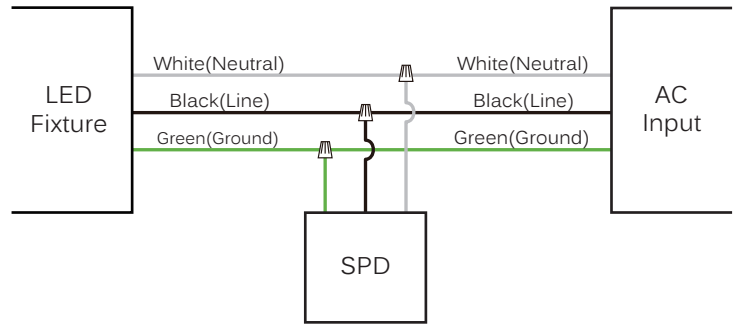 White(Neutral)
White(Neutral)
LED
Fixture
Black(Line)
Black(Line)
AC
Input
Green(Ground)
Green(Ground)
SPD